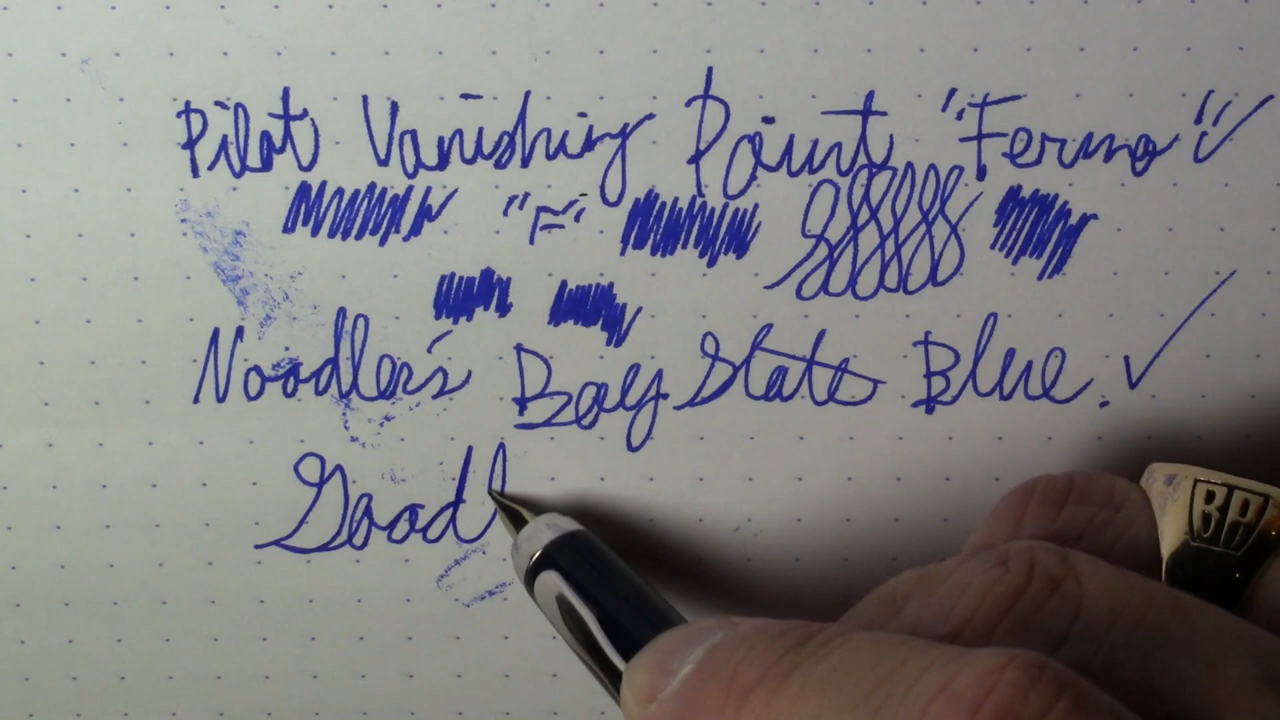 Pilot Vanishing Point "Fermo"
"F"
Noodler's Bay State Blue.
Good